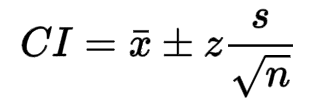 CI = x̄ ± z s/√n